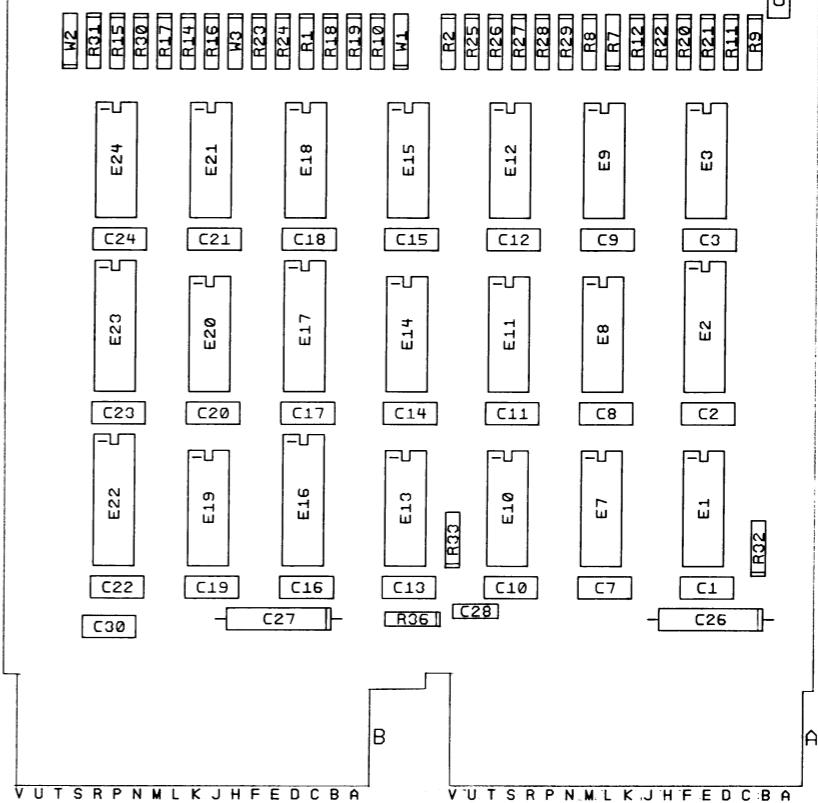 W2 R31 R15 R30 R17 R14 R16 W3 R23 R24 R1 R18 R19 R10 W1 R2 R25 R26 R27 R28 R29 R8 R7 R12 R22 R20 R21 R11 R9
E24 E21 E18 E15 E12 E9 E3
C24 C21 C18 C15 C12 C9 C3
E23 E20 E17 E14 E11 E8 E2
C23 C20 C17 C14 C11 C8 C2
E22 E19 E16 E13 R33 E10 E7 E1 R32
C22 C19 C16 C13 C10 C7 C1
C30 C27 R36 C28 C26
B A
V U T S R P N M L K J H F E D C B A V U T S R P N M L K J H F E D C B A